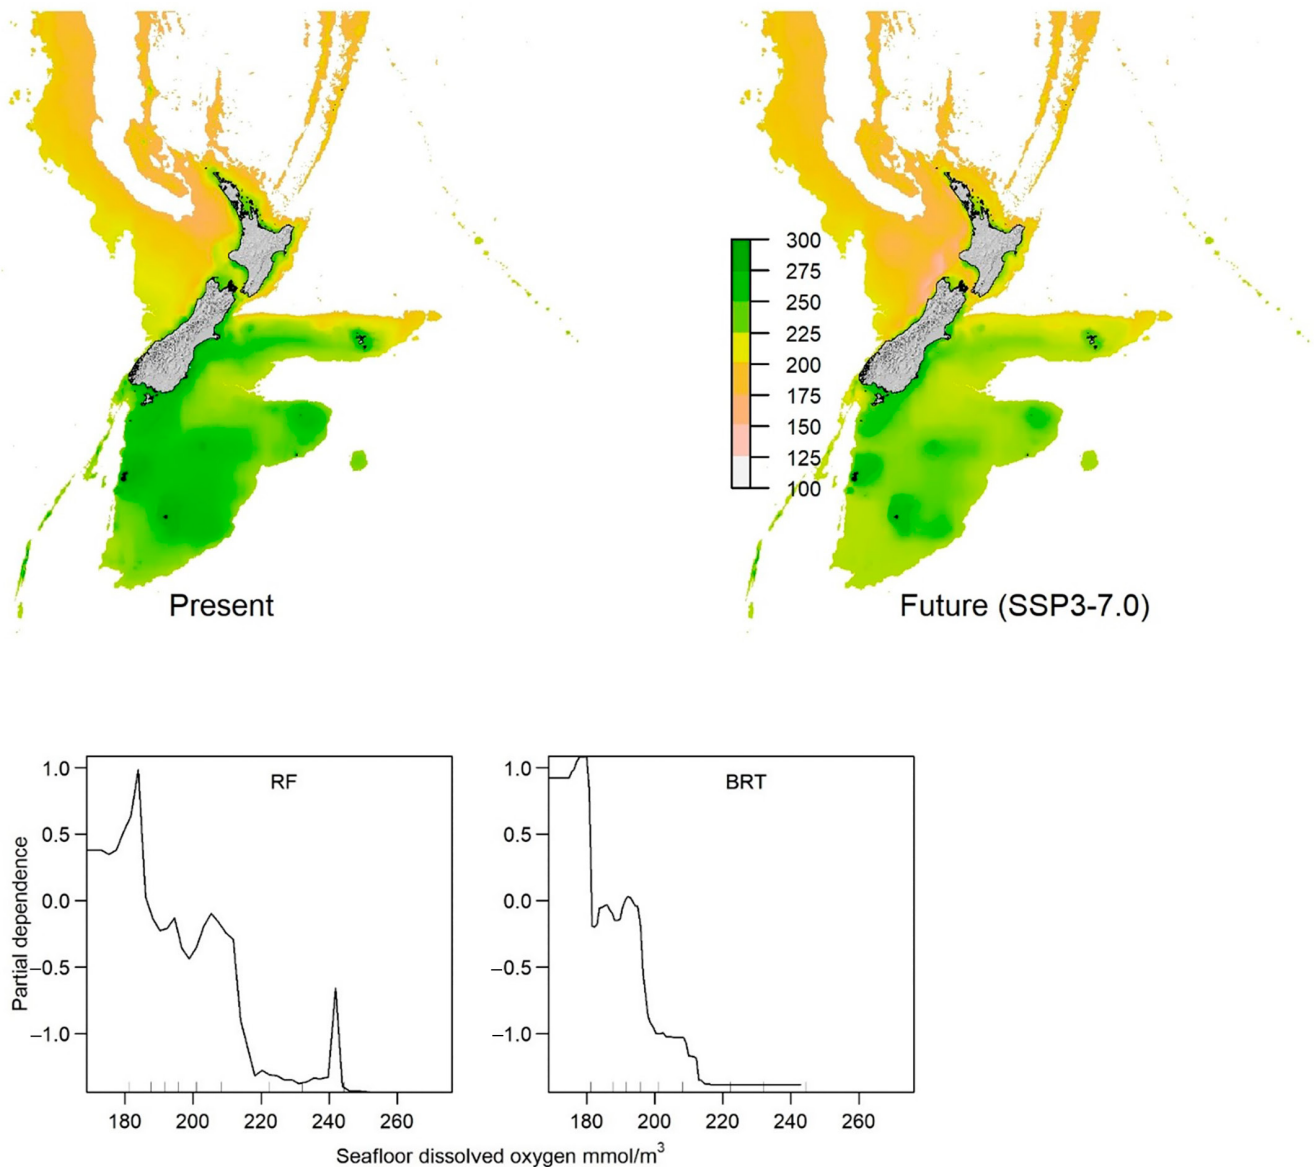 300
275
250
225
200
175
150
125
100
Present
Future (SSP3-7.0)
RF
BRT
Partial dependence
1.0
0.5
0.0
−0.5
−1.0
1.0
0.5
0.0
−0.5
−1.0
180 200 220 240 260
180 200 220 240 260
Seafloor dissolved oxygen mmol/m³